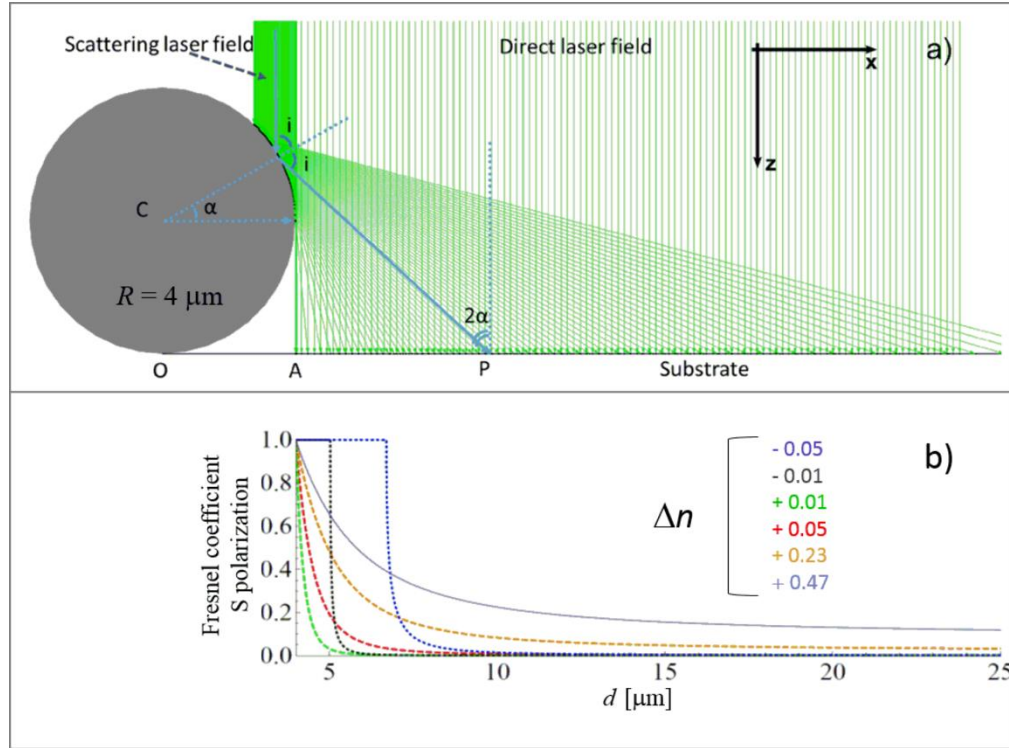 Scattering laser field
Direct laser field
x
a)
z
i
i
C
α
R = 4 μm
2α
O
A
P
Substrate
Fresnel coefficient
S polarization
1.0
0.8
0.6
0.4
0.2
0.0
5
10
15
20
25
d [μm]
Δn
- 0.05
- 0.01
+ 0.01
+ 0.05
+ 0.23
+ 0.47
b)